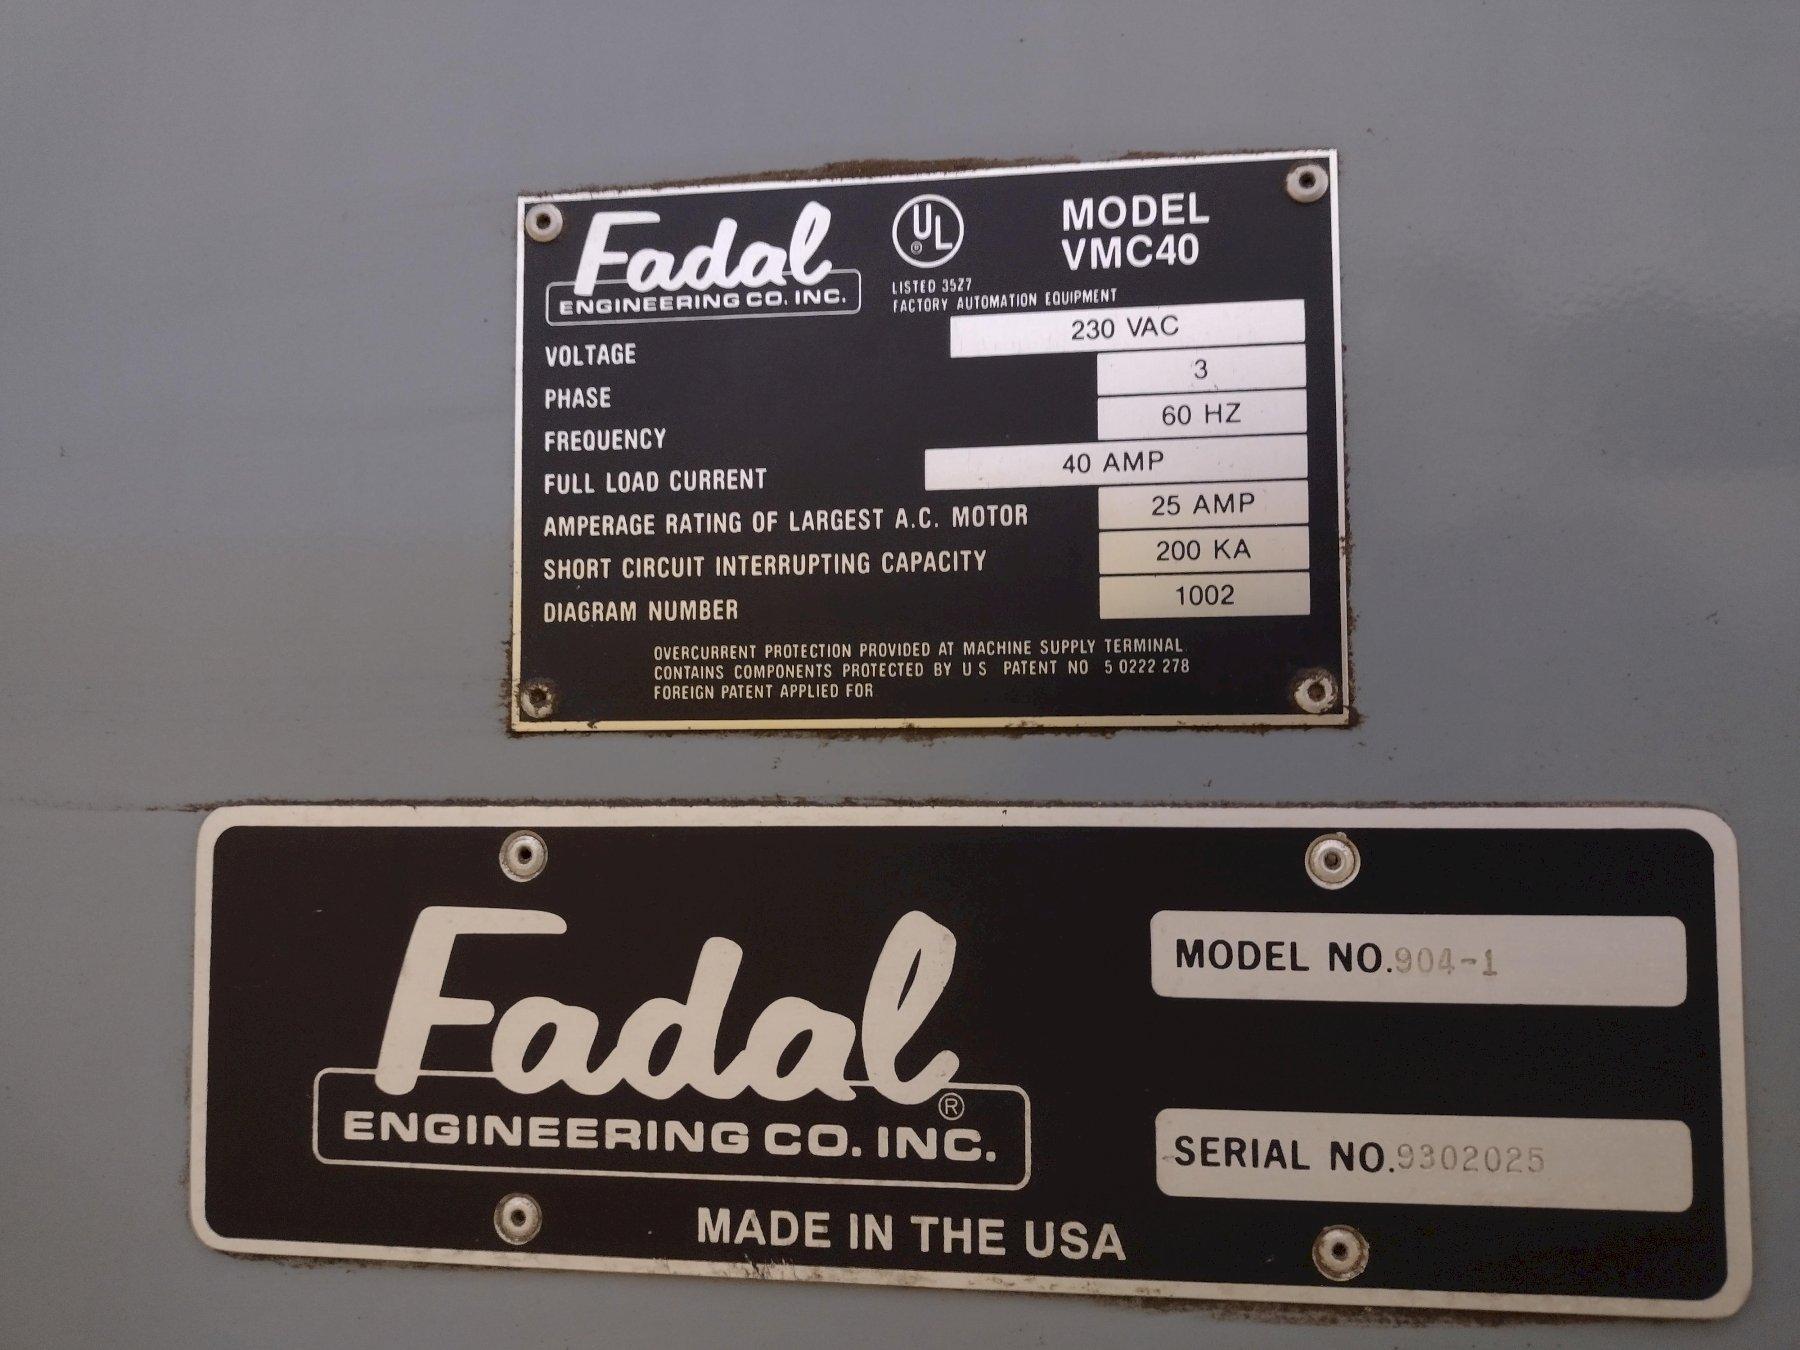 Fadal
ENGINEERING CO. INC.
UL
®
LISTED 35Z7
FACTORY AUTOMATION EQUIPMENT
MODEL
VMC40
VOLTAGE 230 VAC
PHASE 3
FREQUENCY 60 HZ
FULL LOAD CURRENT 40 AMP
AMPERAGE RATING OF LARGEST A.C. MOTOR 25 AMP
SHORT CIRCUIT INTERRUPTING CAPACITY 200 KA
DIAGRAM NUMBER 1002
OVERCURRENT PROTECTION PROVIDED AT MACHINE SUPPLY TERMINAL.
CONTAINS COMPONENTS PROTECTED BY U S PATENT NO 5 0222 278
FOREIGN PATENT APPLIED FOR
Fadal®
ENGINEERING CO. INC.
MADE IN THE USA
MODEL NO.904-1
SERIAL NO.9302025